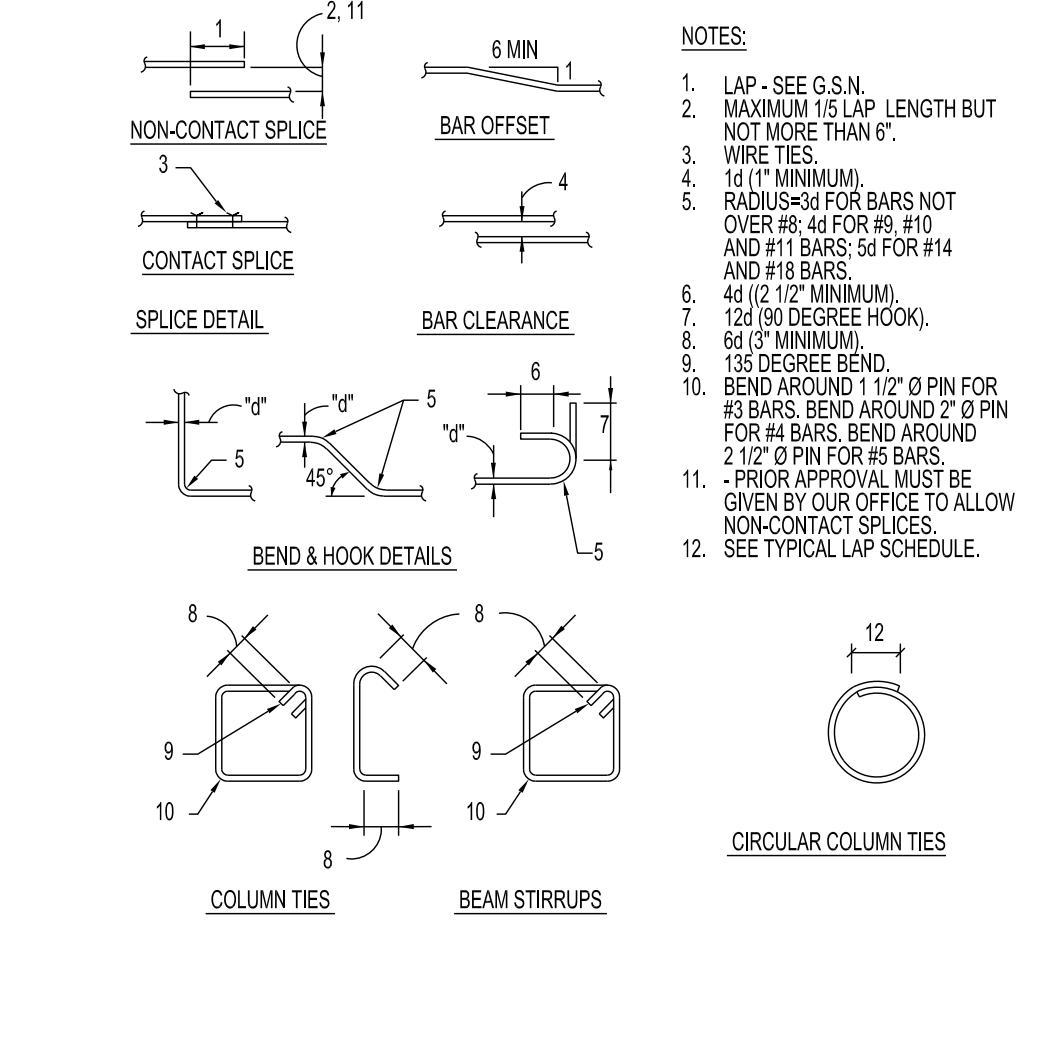 1
2, 11
NON-CONTACT SPLICE
6 MIN
1
BAR OFFSET
3
CONTACT SPLICE
4
SPLICE DETAIL
BAR CLEARANCE
"d"
5
"d"
5
45°
6
7
"d"
5
BEND & HOOK DETAILS
8
9
10
8
8
9
10
COLUMN TIES
BEAM STIRRUPS
12
CIRCULAR COLUMN TIES
NOTES:
1. LAP - SEE G.S.N.
2. MAXIMUM 1/5 LAP LENGTH BUT
NOT MORE THAN 6".
3. WIRE TIES.
4. 1d (1" MINIMUM).
5. RADIUS=3d FOR BARS NOT
OVER #8; 4d FOR #9, #10
AND #11 BARS; 5d FOR #14
AND #18 BARS.
6. 4d ((2 1/2" MINIMUM).
7. 12d (90 DEGREE HOOK).
8. 6d (3" MINIMUM).
9. 135 DEGREE BEND.
10. BEND AROUND 1 1/2" Ø PIN FOR
#3 BARS. BEND AROUND 2" Ø PIN
FOR #4 BARS. BEND AROUND
2 1/2" Ø PIN FOR #5 BARS.
11. - PRIOR APPROVAL MUST BE
GIVEN BY OUR OFFICE TO ALLOW
NON-CONTACT SPLICES.
12. SEE TYPICAL LAP SCHEDULE.